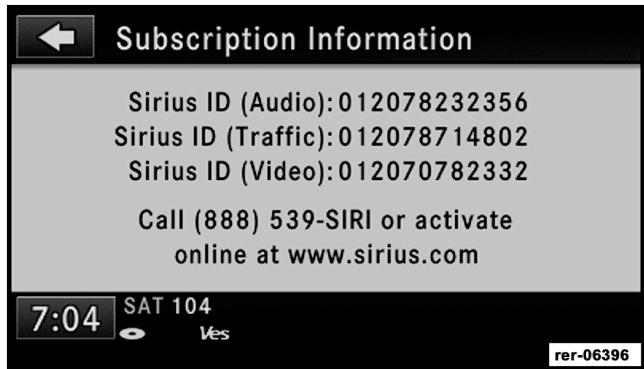 Subscription Information
Sirius ID (Audio): 012078232356
Sirius ID (Traffic): 012078714802
Sirius ID (Video): 012070782332
Call (888) 539-SIRI or activate
online at www.sirius.com
7:04
SAT 104
Ves
rer-06396